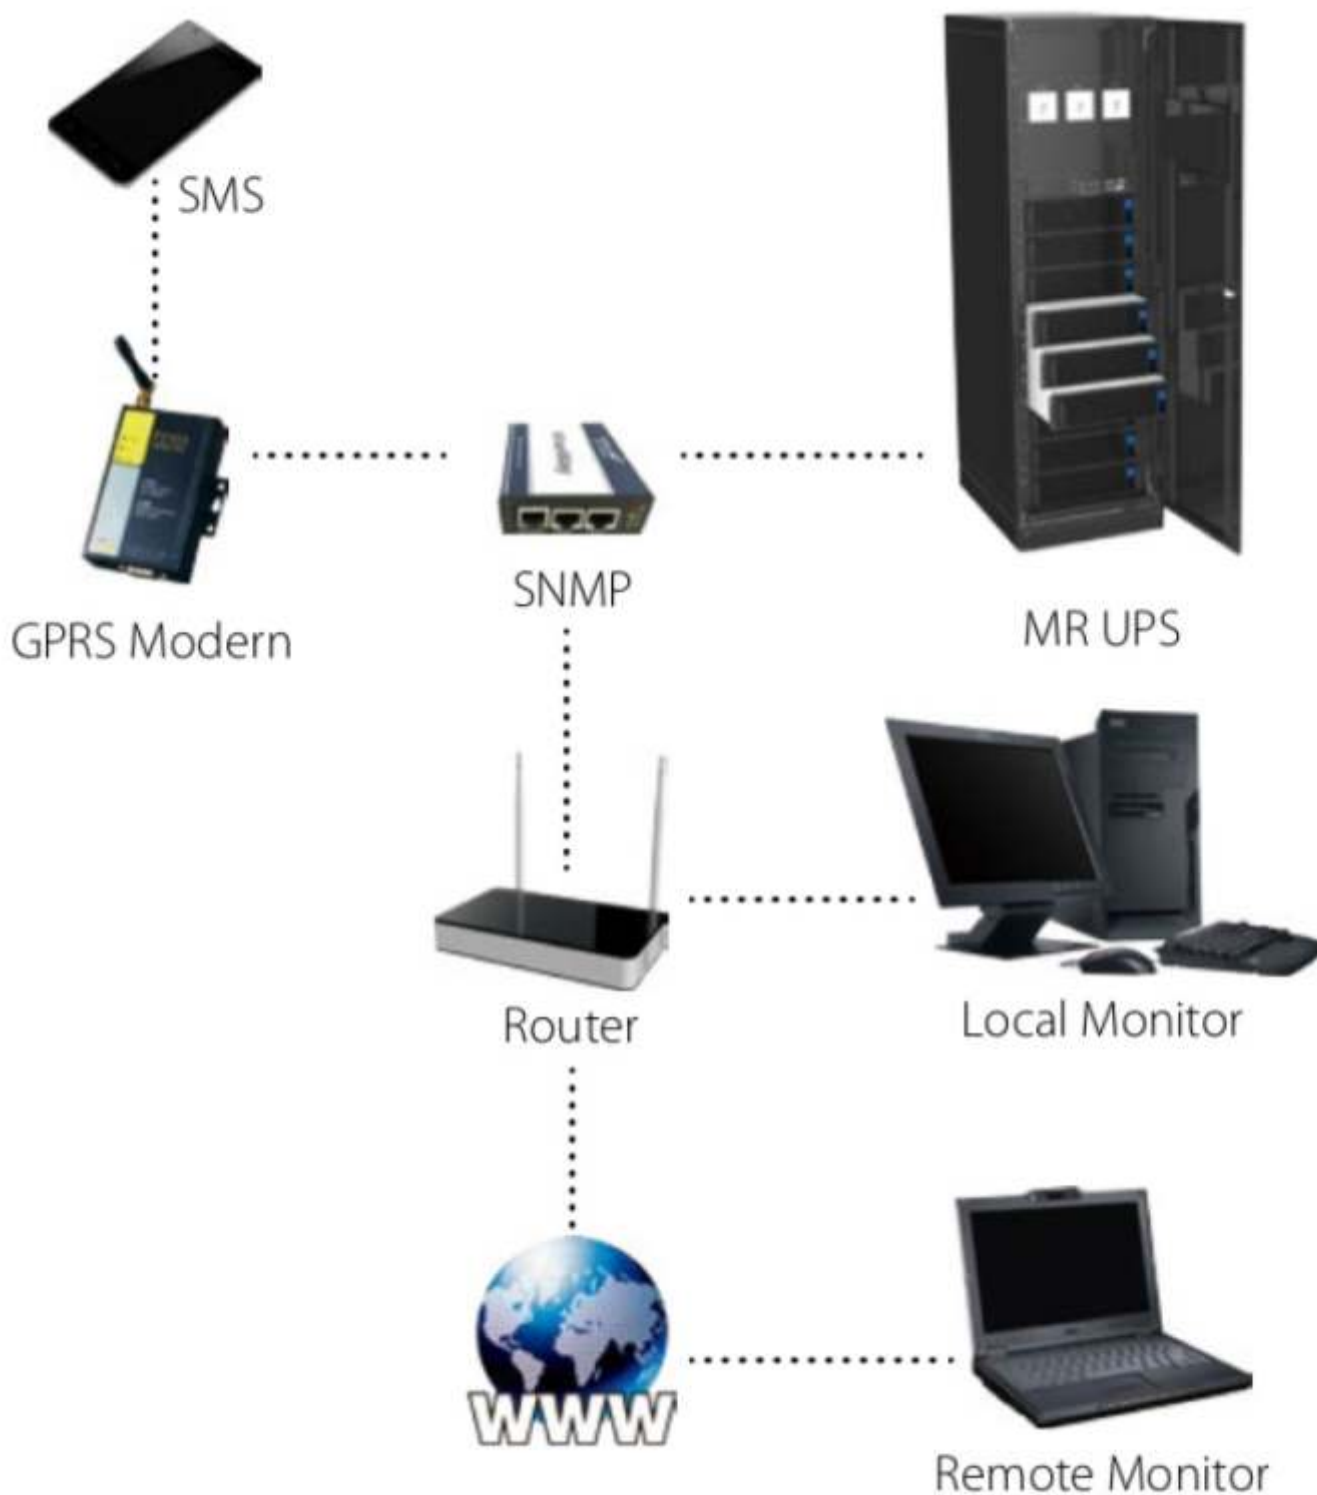 SMS
SNMP
GPRS Modern
MR UPS
Router
Local Monitor
WWW
Remote Monitor